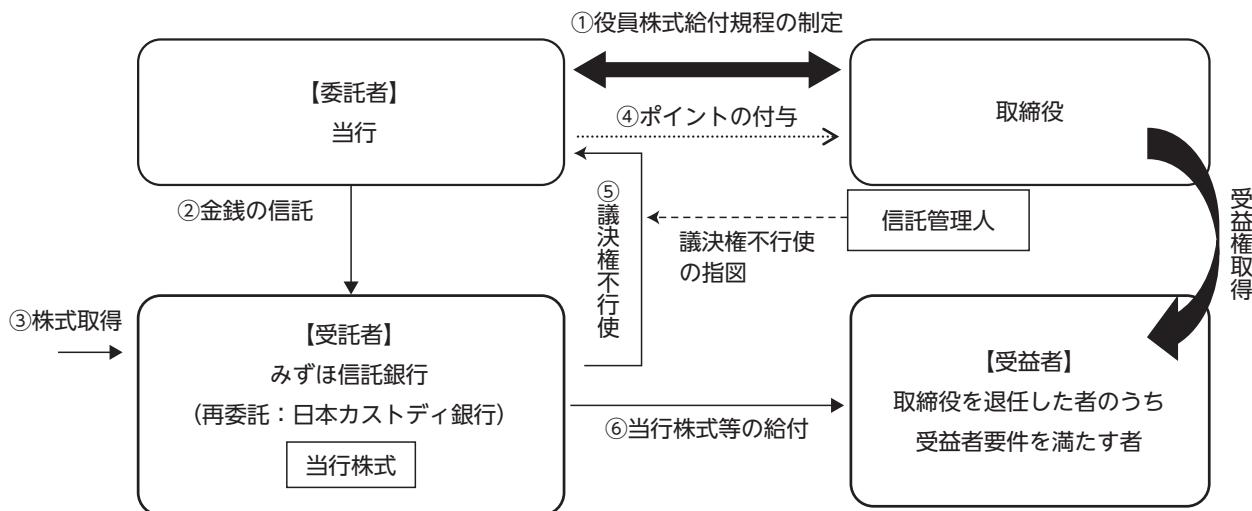 ①役員株式給付規程の制定
【委託者】
当行
④ポイントの付与
取締役
②金銭の信託
⑤議決権不行使
議決権不行使
の指図
信託管理人
受益権取得
③株式取得
【受託者】
みずほ信託銀行
(再委託：日本カストディ銀行)
当行株式
⑥当行株式等の給付
【受益者】
取締役を退任した者のうち
受益者要件を満たす者